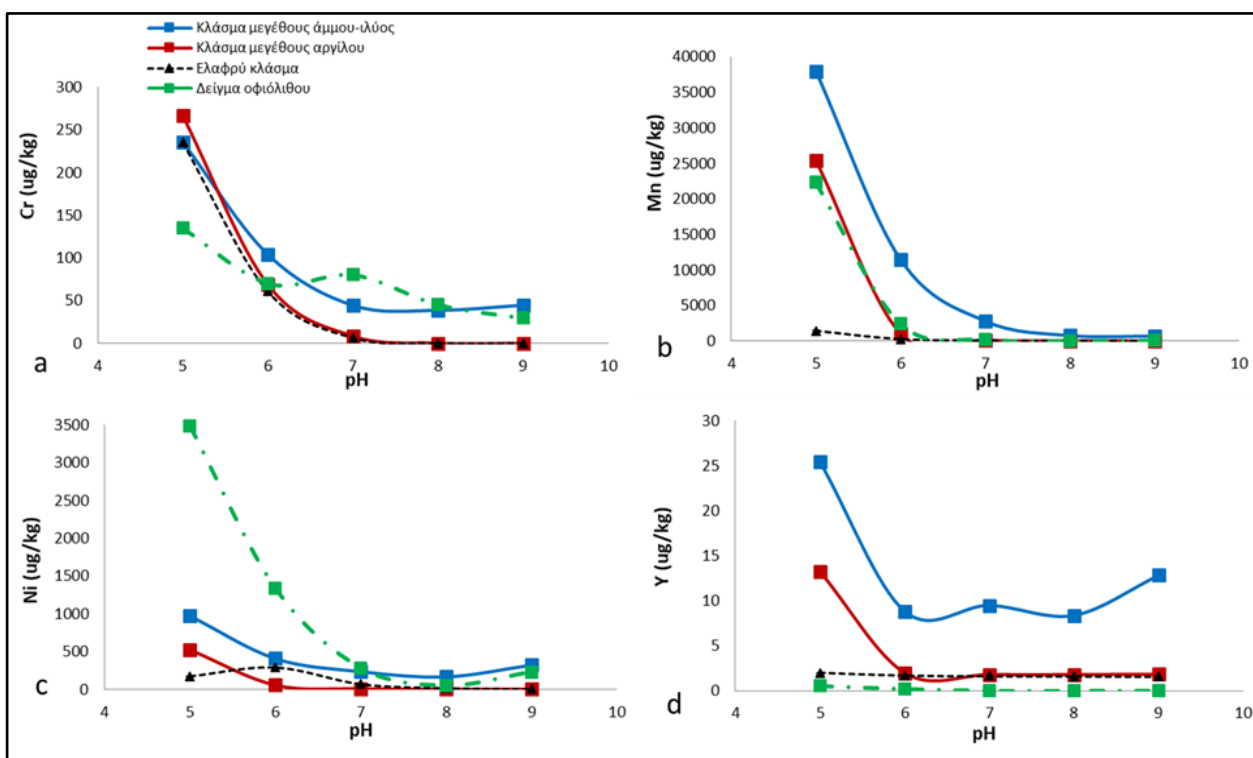 Κλάσμα μεγέθους άμμου-ιλύος
Κλάσμα μεγέθους αργίλου
Ελαφρύ κλάσμα
Δείγμα οφιόλιθου
300
250
200
150
100
50
0
Cr (ug/kg)
4 5 6 7 8 9 10
pH
a
40000
35000
30000
25000
20000
15000
10000
5000
0
Mn (ug/kg)
4 5 6 7 8 9 10
pH
b
3500
3000
2500
2000
1500
1000
500
0
Ni (ug/kg)
4 5 6 7 8 9 10
pH
c
30
25
20
15
10
5
0
Y (ug/kg)
4 5 6 7 8 9 10
pH
d